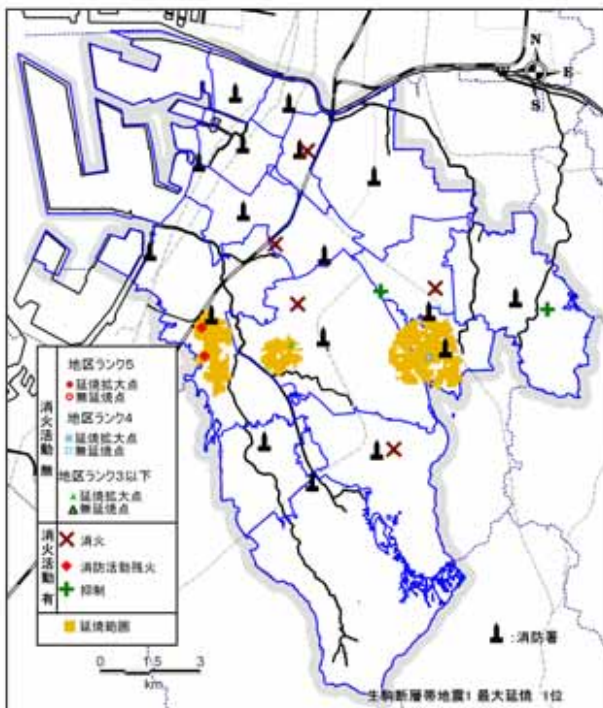 N
W E
S
地区ランク5
延焼拡大点
無延焼点
地区ランク4
延焼拡大点
無延焼点
地区ランク3以下
延焼拡大点
無延焼点
消火活動 無
消火
消防活動残火
抑制
消火活動 有
延焼範囲
0 1.5 3
km
:消防署
生駒断層帯地震1 最大延焼 1位